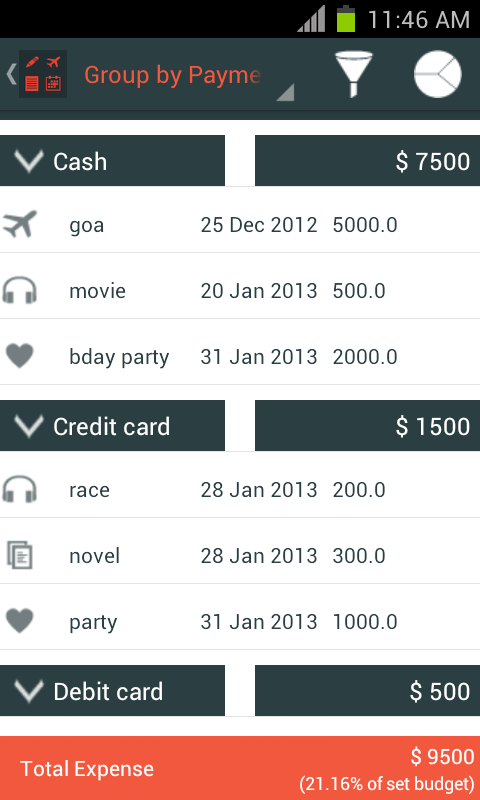 11:46 AM
Group by Payme
Cash $ 7500
goa 25 Dec 2012 5000.0
movie 20 Jan 2013 500.0
bday party 31 Jan 2013 2000.0
Credit card $ 1500
race 28 Jan 2013 200.0
novel 28 Jan 2013 300.0
party 31 Jan 2013 1000.0
Debit card $ 500
Total Expense $ 9500
(21.16% of set budget)